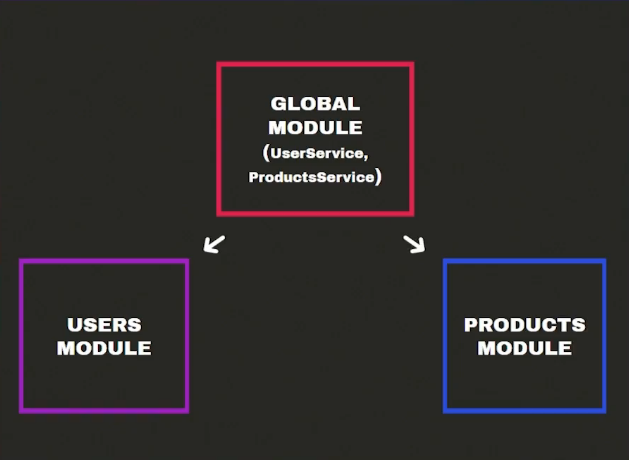 GLOBAL
MODULE
(UserService,
ProductsService)
USERS
MODULE
PRODUCTS
MODULE